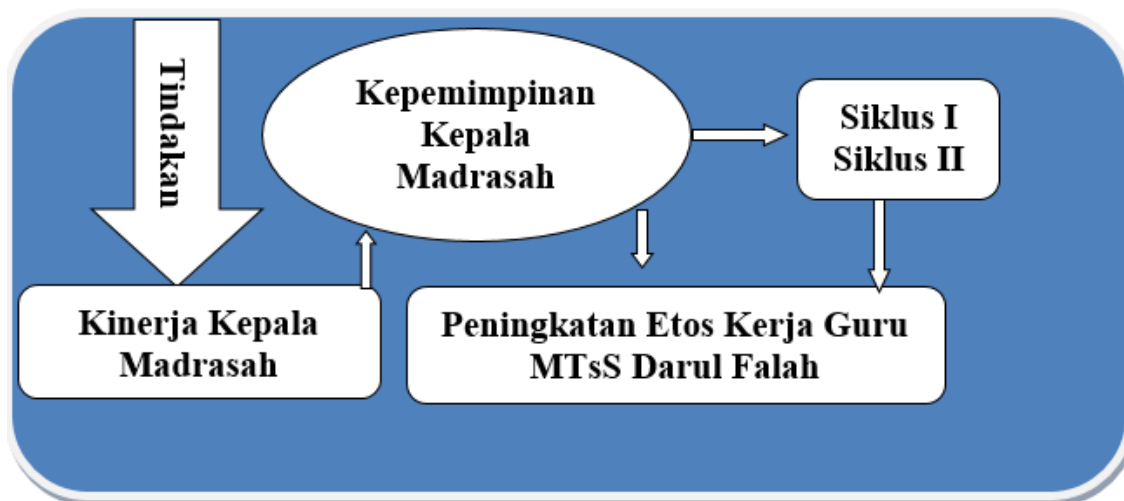 Tindakan
Kepemimpinan
Kepala
Madrasah
Siklus I
Siklus II
Kinerja Kepala
Madrasah
Peningkatan Etos Kerja Guru
MTsS Darul Falah